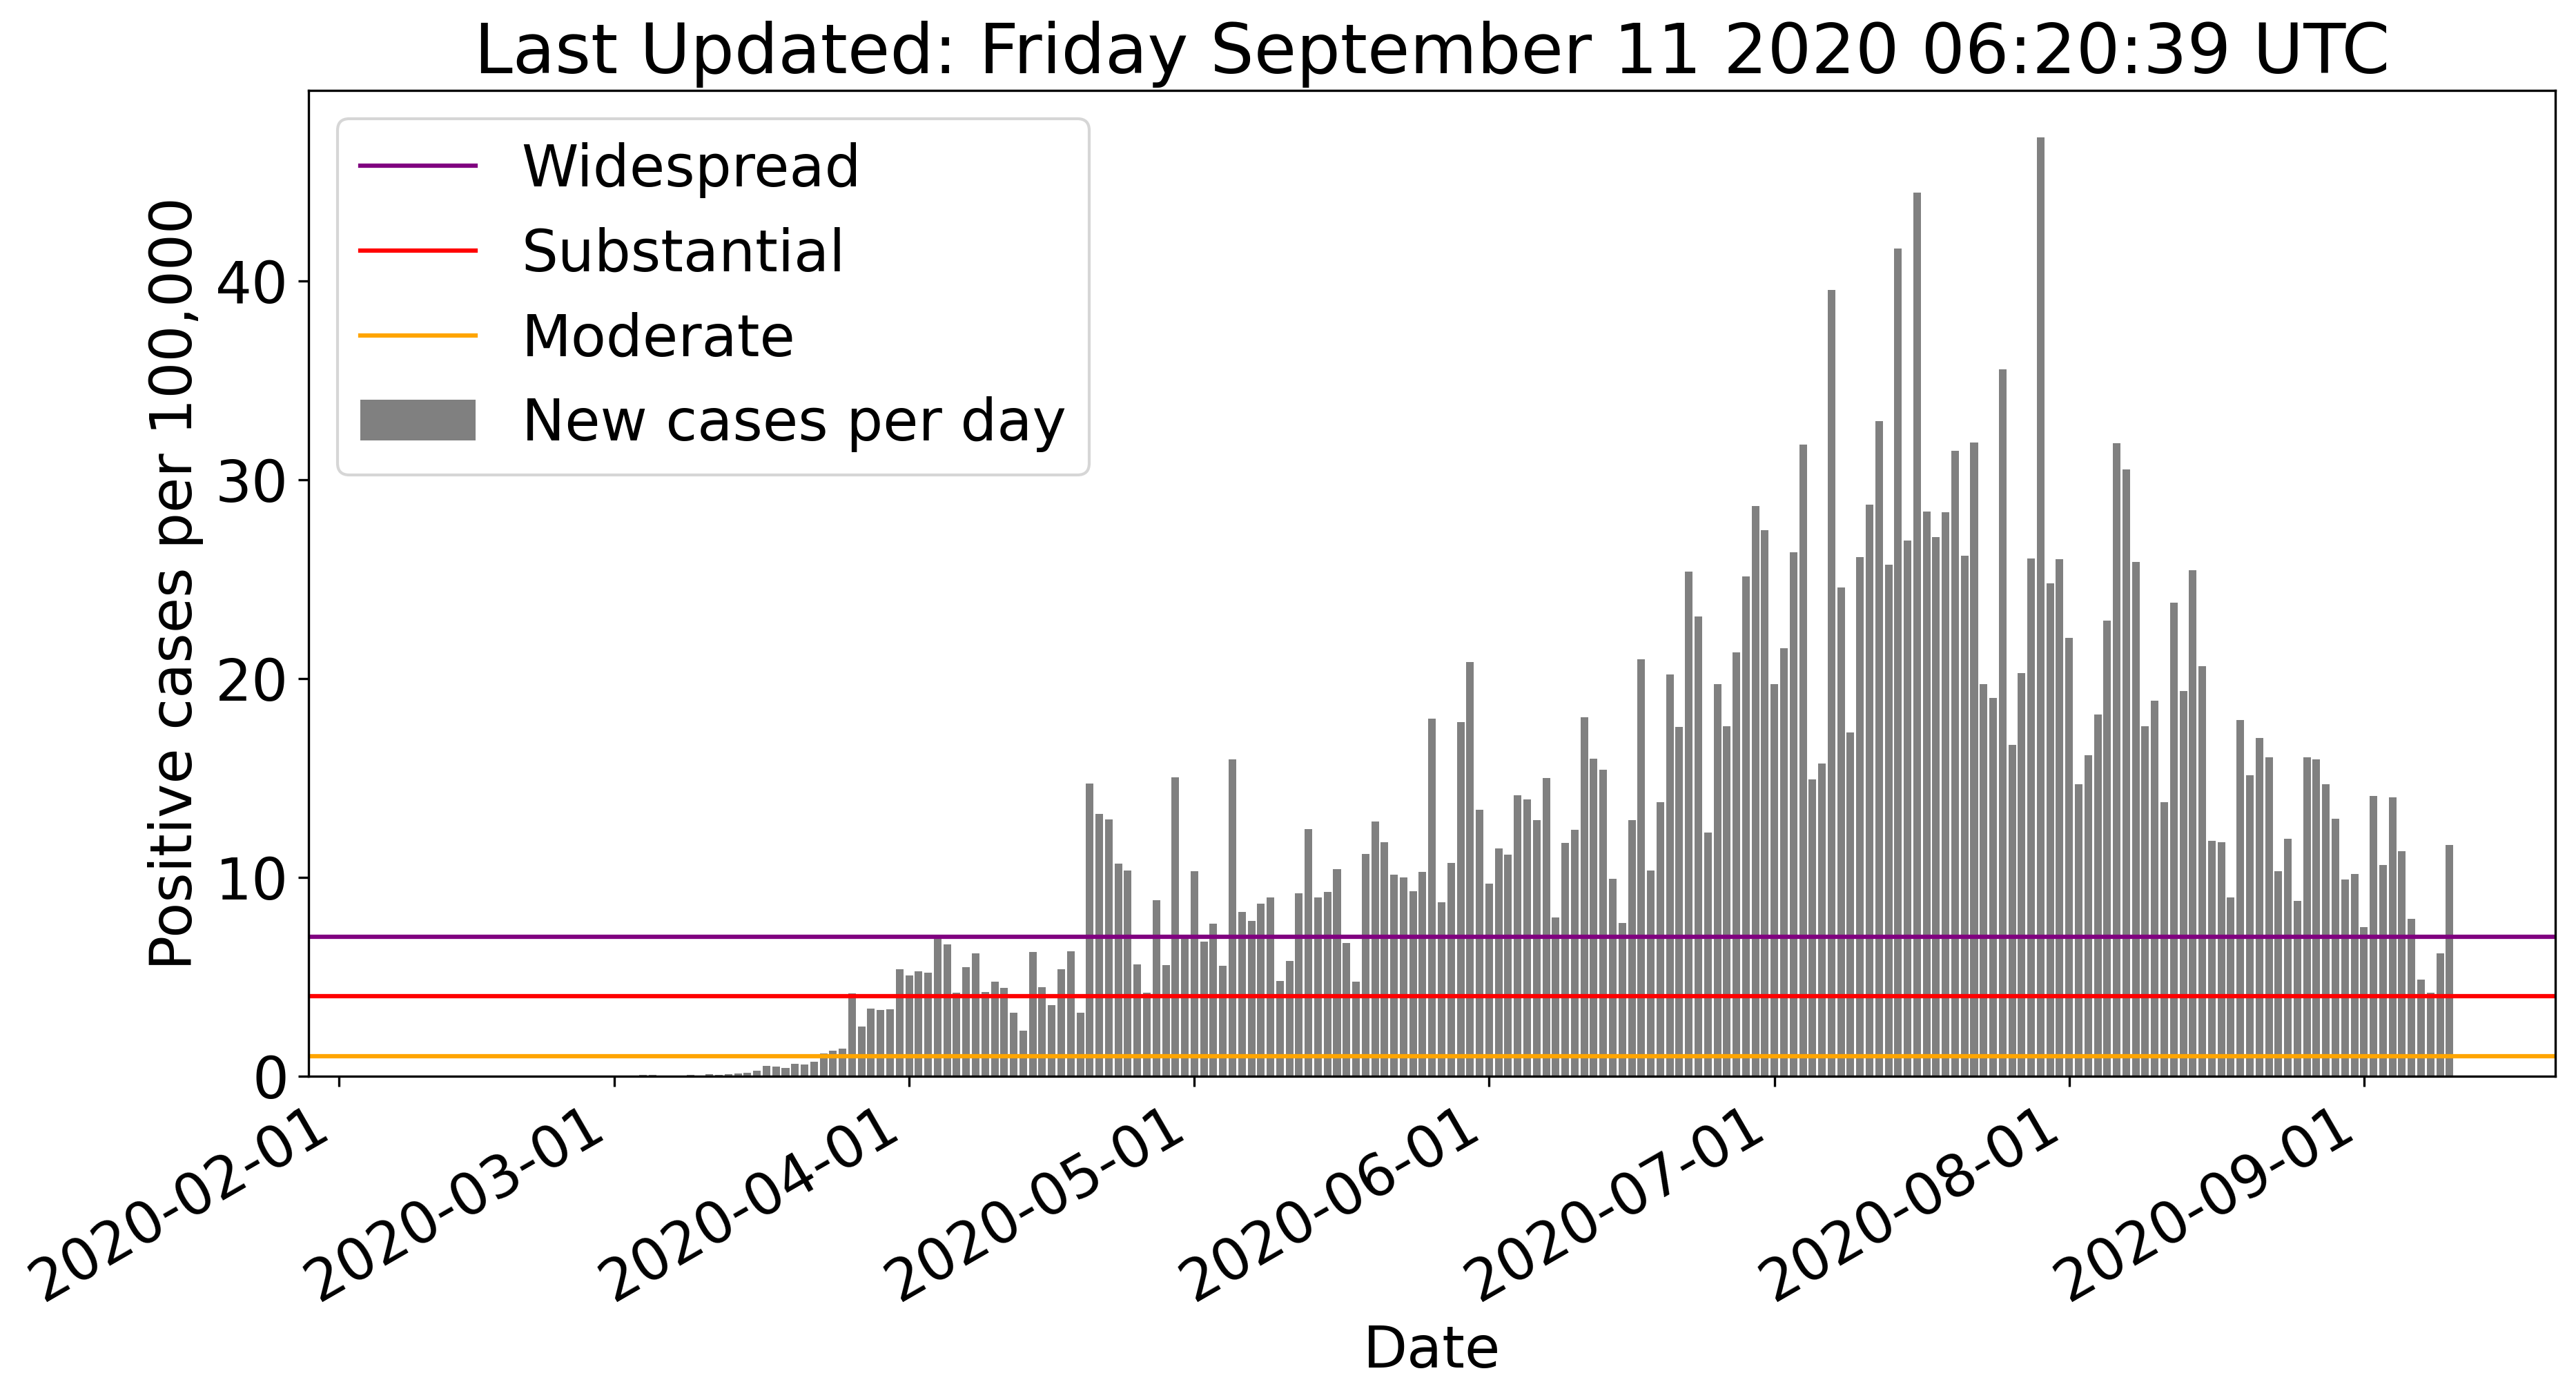 Last Updated: Friday September 11 2020 06:20:39 UTC
Widespread
Substantial
Moderate
New cases per day
Positive cases per 100,000
40
30
20
10
0
2020-02-01
2020-03-01
2020-04-01
2020-05-01
2020-06-01
2020-07-01
2020-08-01
2020-09-01
Date